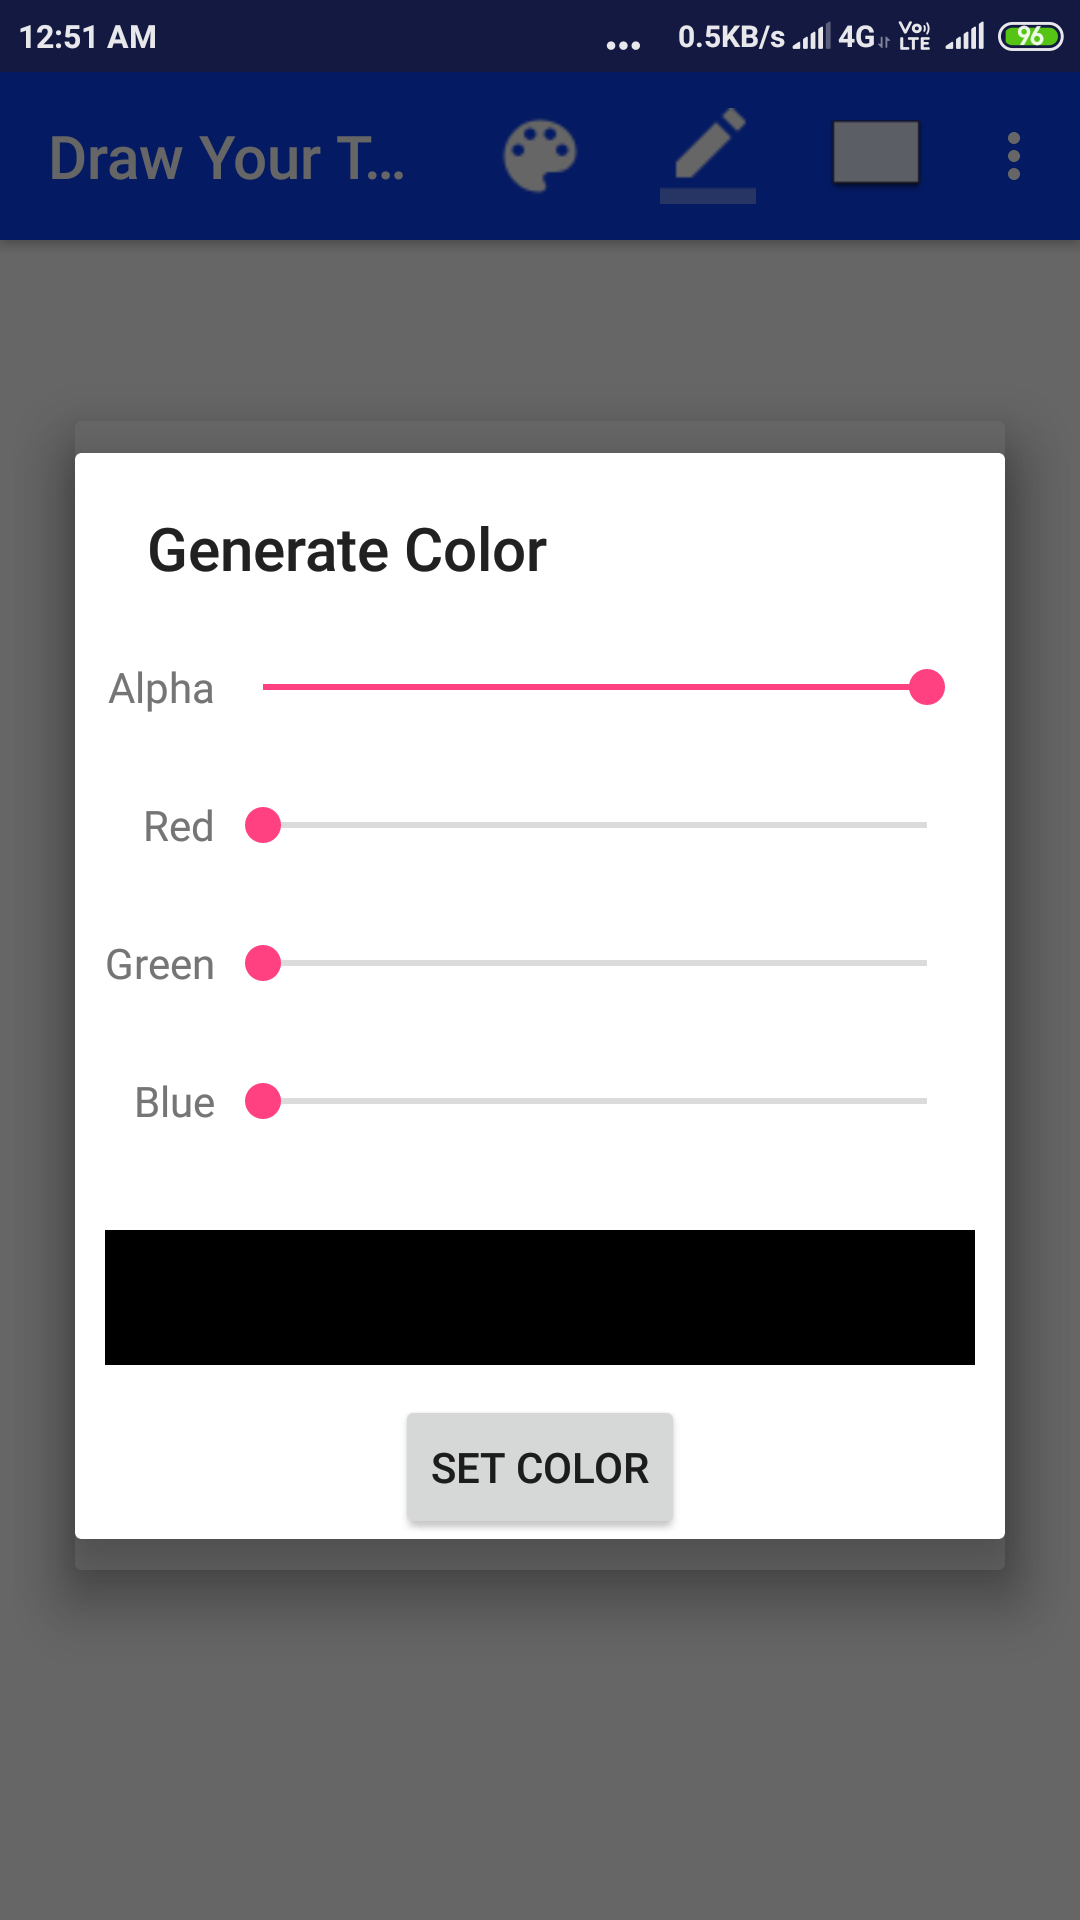 12:51 AM ... 0.5KB/s 4G Vo)) LTE 96
Draw Your T...
Generate Color
Alpha
Red
Green
Blue
SET COLOR